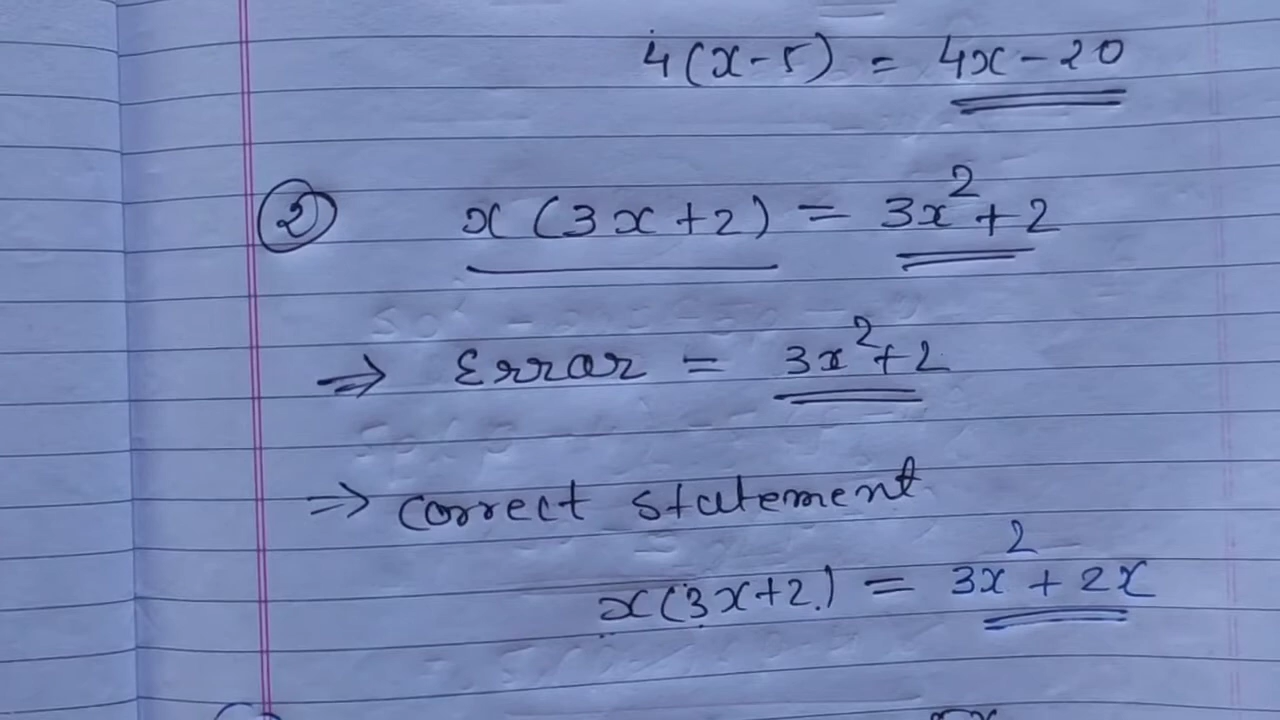 4(x-5) = 4x-20
② x(3x+2) = 3x²+2
⇒ Error = 3x²+2
⇒ correct statement
x(3x+2) = 3x²+2x